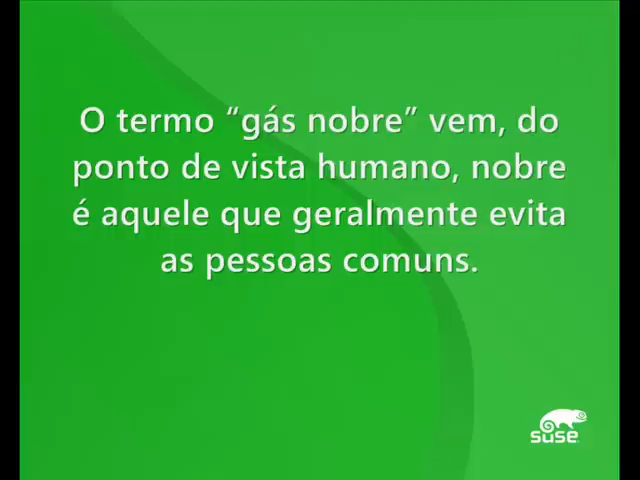 O termo “gás nobre” vem, do
ponto de vista humano, nobre
é aquele que geralmente evita
as pessoas comuns.
SUSE